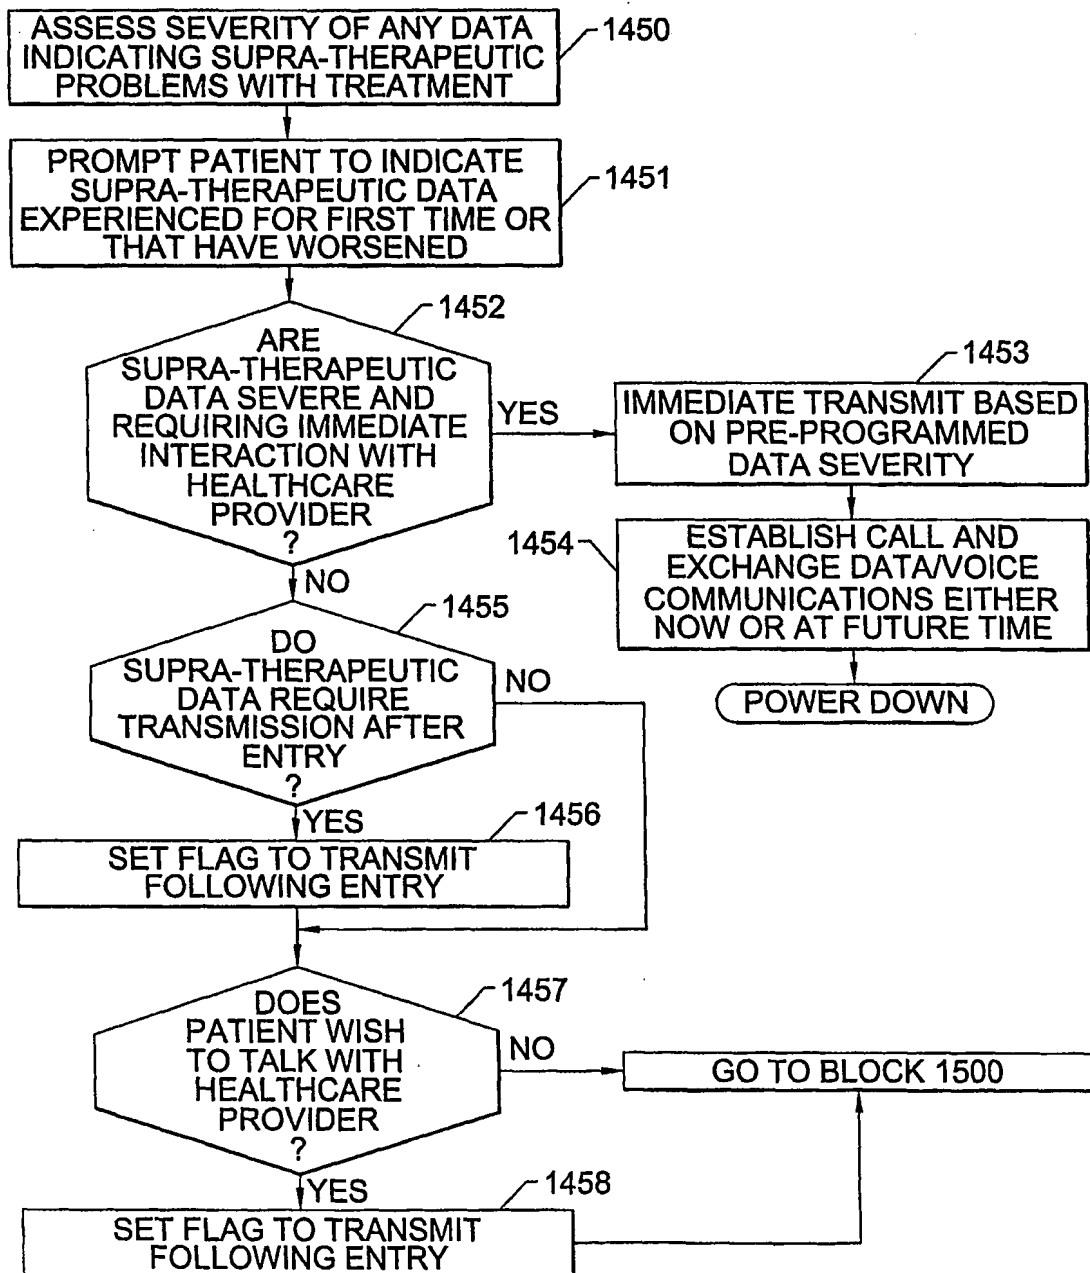 ASSESS SEVERITY OF ANY DATA
INDICATING SUPRA-THERAPEUTIC
PROBLEMS WITH TREATMENT
1450
PROMPT PATIENT TO INDICATE
SUPRA-THERAPEUTIC DATA
EXPERIENCED FOR FIRST TIME OR
THAT HAVE WORSENED
1451
1452
ARE
SUPRA-THERAPEUTIC
DATA SEVERE AND
REQUIRING IMMEDIATE
INTERACTION WITH
HEALTHCARE
PROVIDER
?
YES
NO
1453
IMMEDIATE TRANSMIT BASED
ON PRE-PROGRAMMED
DATA SEVERITY
1454
ESTABLISH CALL AND
EXCHANGE DATA/VOICE
COMMUNICATIONS EITHER
NOW OR AT FUTURE TIME
POWER DOWN
1455
DO
SUPRA-THERAPEUTIC
DATA REQUIRE
TRANSMISSION AFTER
ENTRY
?
NO
YES
1456
SET FLAG TO TRANSMIT
FOLLOWING ENTRY
1457
DOES
PATIENT WISH
TO TALK WITH
HEALTHCARE
PROVIDER
?
NO
GO TO BLOCK 1500
YES
1458
SET FLAG TO TRANSMIT
FOLLOWING ENTRY